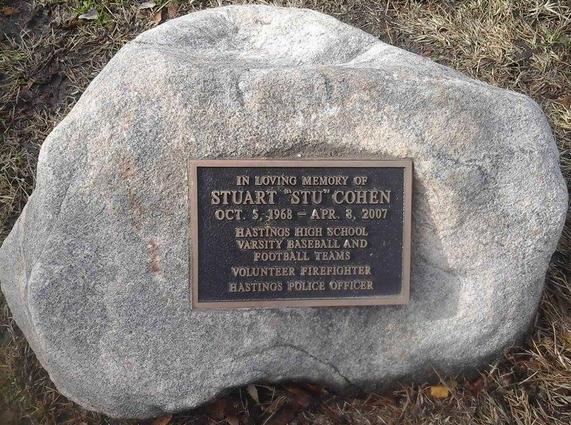 IN LOVING MEMORY OF
STUART "STU" COHEN
OCT. 5, 1968 – APR. 8, 2007
HASTINGS HIGH SCHOOL
VARSITY BASEBALL AND
FOOTBALL TEAMS
VOLUNTEER FIREFIGHTER
HASTINGS POLICE OFFICER